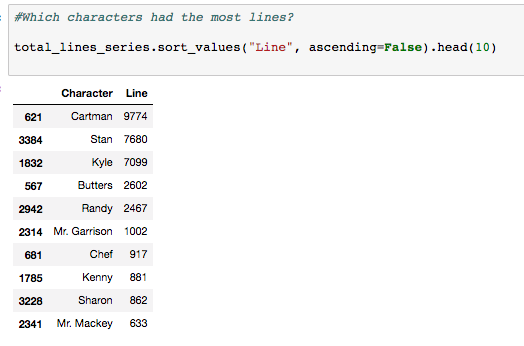 #Which characters had the most lines?
total_lines_series.sort_values("Line", ascending=False).head(10)
Character Line
621 Cartman 9774
3384 Stan 7680
1832 Kyle 7099
567 Butters 2602
2942 Randy 2467
2314 Mr. Garrison 1002
681 Chef 917
1785 Kenny 881
3228 Sharon 862
2341 Mr. Mackey 633